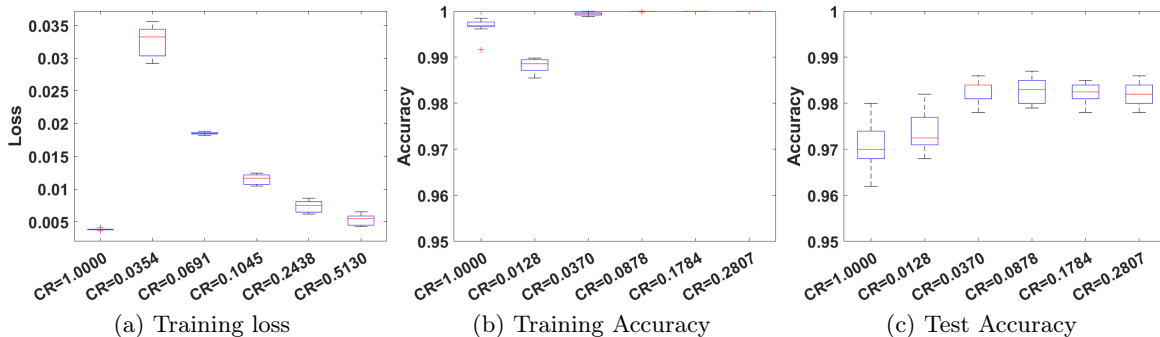 Loss
0.035
0.03
0.025
0.02
0.015
0.01
0.005
CR=1.0000
CR=0.0354
CR=0.0691
CR=0.1045
CR=0.2438
CR=0.5130
(a) Training loss
Accuracy
1
0.99
0.98
0.97
0.96
0.95
CR=1.0000
CR=0.0128
CR=0.0370
CR=0.0878
CR=0.1784
CR=0.2807
(b) Training Accuracy
Accuracy
1
0.99
0.98
0.97
0.96
0.95
CR=1.0000
CR=0.0128
CR=0.0370
CR=0.0878
CR=0.1784
CR=0.2807
(c) Test Accuracy